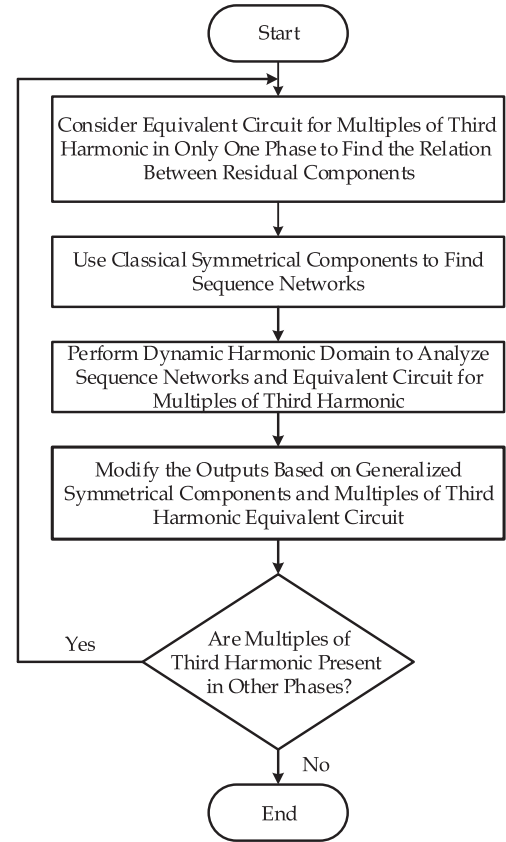 Start
Consider Equivalent Circuit for Multiples of Third
Harmonic in Only One Phase to Find the Relation
Between Residual Components
Use Classical Symmetrical Components to Find
Sequence Networks
Perform Dynamic Harmonic Domain to Analyze
Sequence Networks and Equivalent Circuit for
Multiples of Third Harmonic
Modify the Outputs Based on Generalized
Symmetrical Components and Multiples of Third
Harmonic Equivalent Circuit
Yes
Are Multiples of
Third Harmonic Present
in Other Phases?
No
End